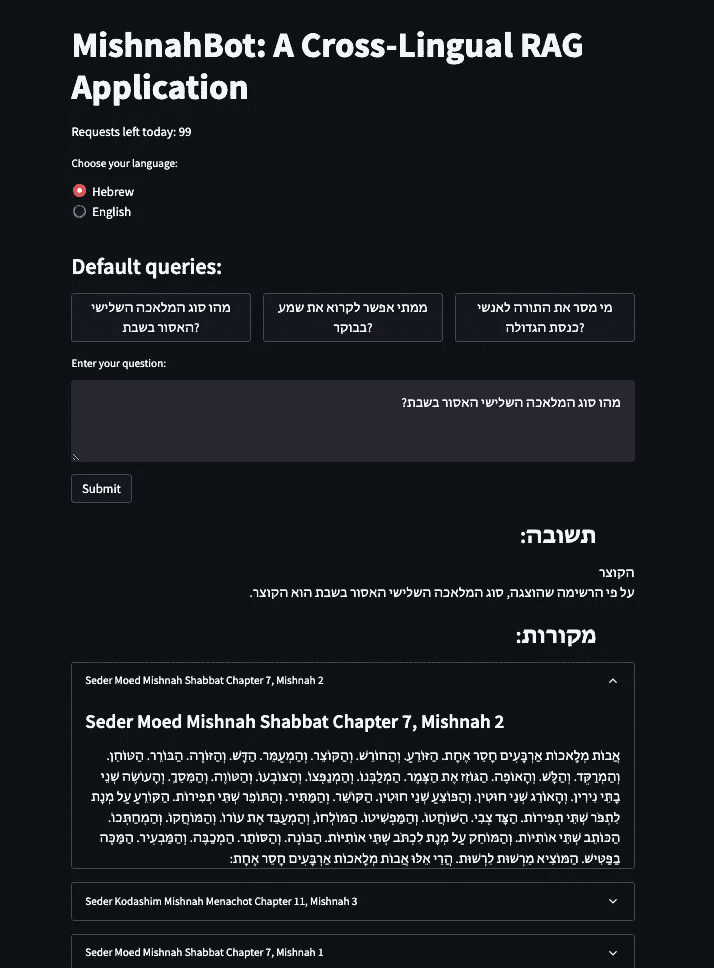 MishnahBot: A Cross-Lingual RAG
Application
Requests left today: 99
Choose your language:
Hebrew
English
Default queries:
מהו סוג המלאכה השלישי
האסור בשבת?
ממתי אפשר לקרוא את שמע
בבוקר?
מי מסר את התורה לאנשי
כנסת הגדולה?
Enter your question:
מהו סוג המלאכה השלישי האסור בשבת?
Submit
תשובה:
הקוצר
על פי הרשימה שהוצגה, סוג המלאכה השלישי האסור בשבת הוא הקוצר.
מקורות:
Seder Moed Mishnah Shabbat Chapter 7, Mishnah 2
Seder Moed Mishnah Shabbat Chapter 7, Mishnah 2
אֲבוֹת מְלָאכוֹת אַרְבָּעִים חָסֵר אֶחָת. הַזּוֹרֵעַ. וְהַחוֹרֵשׁ. וְהַקּוֹצֵר. וְהַמְעַמֵּר. הַדָּשׁ. וְהַזּוֹרֶה. הַבּוֹרֵר. הַטּוֹחֵן.
וְהַמְרַקֵּד. וְהַלָּשׁ. וְהָאוֹפֶה. הַגּוֹזֵז אֶת הַצֶּמֶר. הַמְלַבְּנוֹ. וְהַמְנַפְּצוֹ. וְהַצּוֹבְעוֹ. וְהַטּוֹוֶה. וְהַמֵּסֵךְ. וְהָעוֹשֶׂה שְׁנֵי
בָתֵּי נִירִין. וְהָאוֹרֵג שְׁנֵי חוּטִין. וְהַפּוֹצֵעַ שְׁנֵי חוּטִין. הַקּוֹשֵׁר. וְהַמַּתִּיר. וְהַתּוֹפֵר שְׁתֵּי תְפִירוֹת. הַקּוֹרֵעַ עַל מְנָת
לִתְפֹּר שְׁתֵּי תְפִירוֹת. הַצָּד צְבִי. הַשּׁוֹחֲטוֹ. וְהַמַּפְשִׁיטוֹ. הַמּוֹלְחוֹ, וְהַמְעַבֵּד אֶת עוֹרוֹ. וְהַמּוֹחֲקוֹ. וְהַמְחַתְּכוֹ.
הַכּוֹתֵב שְׁתֵּי אוֹתִיּוֹת. וְהַמּוֹחֵק עַל מְנָת לִכְתֹּב שְׁתֵּי אוֹתִיּוֹת. הַבּוֹנֶה. וְהַסּוֹתֵר. הַמְכַבֶּה. וְהַמַּבְעִיר. הַמַּכֶּה
בַפַּטִּישׁ. הַמּוֹצִיא מֵרְשׁוּת לִרְשׁוּת. הֲרֵי אֵלּוּ אֲבוֹת מְלָאכוֹת אַרְבָּעִים חָסֵר אֶחָת:
Seder Kodashim Mishnah Menachot Chapter 11, Mishnah 3
Seder Moed Mishnah Shabbat Chapter 7, Mishnah 1